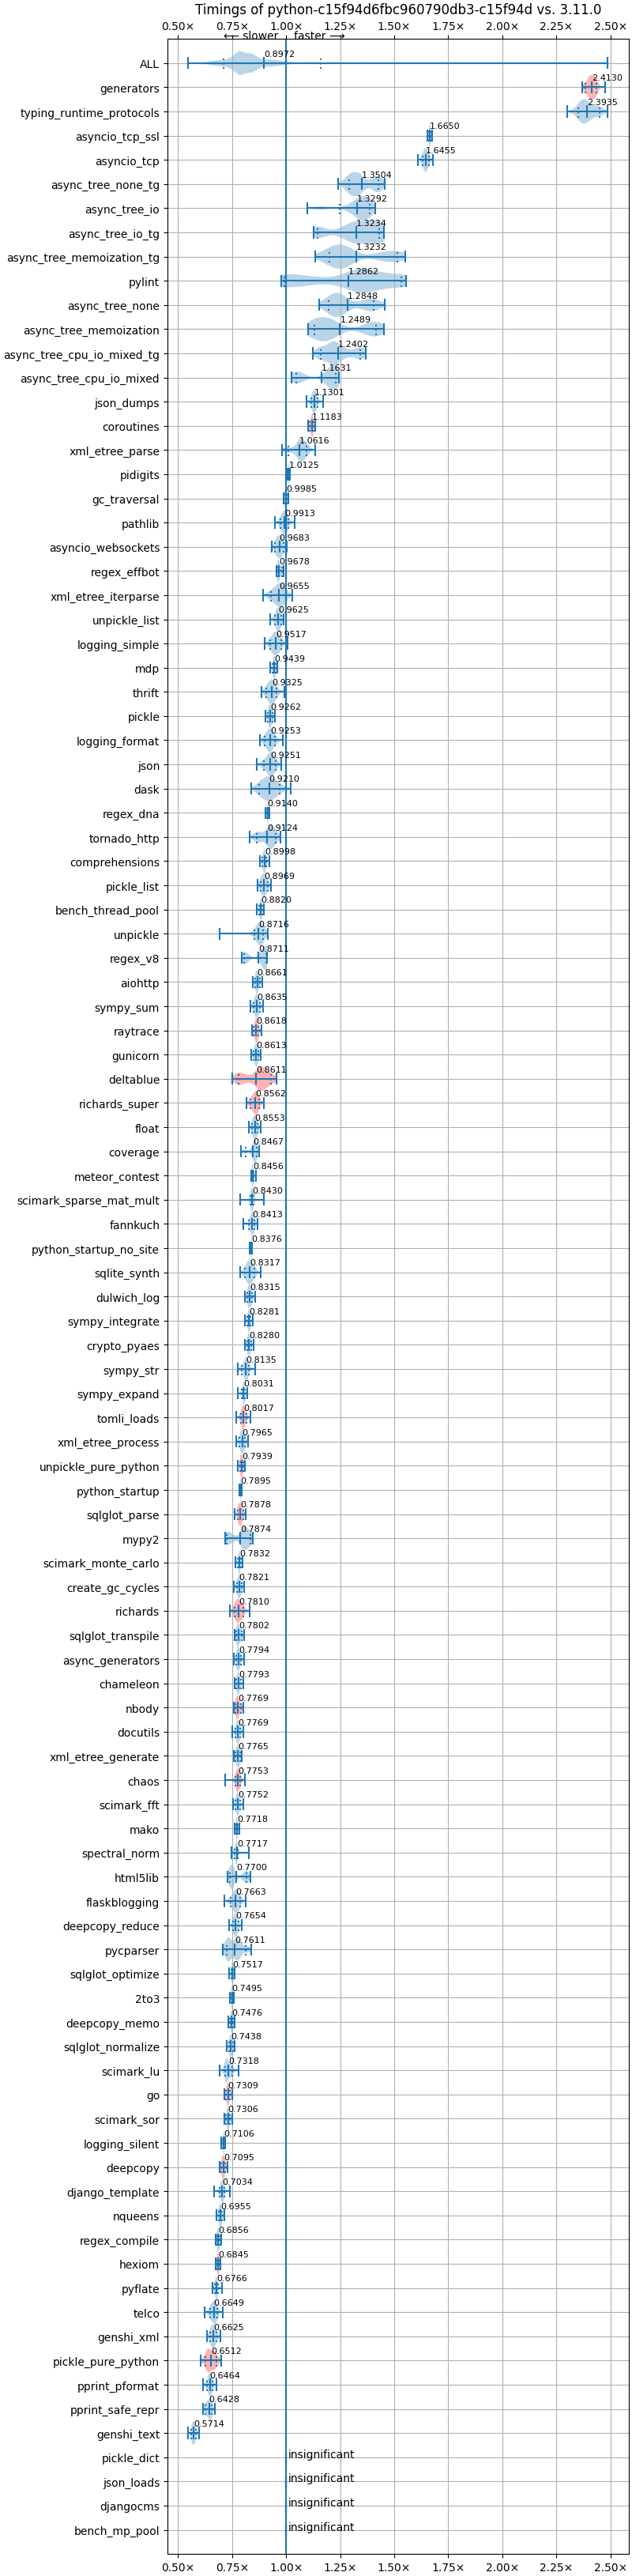 Timings of python-c15f94d6fbc960790db3-c15f94d vs. 3.11.0
0.50× 0.75× 1.00× 1.25× 1.50× 1.75× 2.00× 2.25× 2.50×
←— slower faster —→
ALL 0.8972
generators 2.4130
typing_runtime_protocols 2.3935
asyncio_tcp_ssl 1.6650
asyncio_tcp 1.6455
async_tree_none_tg 1.3504
async_tree_io 1.3292
async_tree_io_tg 1.3234
async_tree_memoization_tg 1.3232
pylint 1.2862
async_tree_none 1.2848
async_tree_memoization 1.2489
async_tree_cpu_io_mixed_tg 1.2402
async_tree_cpu_io_mixed 1.1631
json_dumps 1.1301
coroutines 1.1183
xml_etree_parse 1.0616
pidigits 1.0125
gc_traversal 0.9985
pathlib 0.9913
asyncio_websockets 0.9683
regex_effbot 0.9678
xml_etree_iterparse 0.9655
unpickle_list 0.9625
logging_simple 0.9517
mdp 0.9439
thrift 0.9325
pickle 0.9262
logging_format 0.9253
json 0.9251
dask 0.9210
regex_dna 0.9140
tornado_http 0.9124
comprehensions 0.8998
pickle_list 0.8969
bench_thread_pool 0.8820
unpickle 0.8716
regex_v8 0.8711
aiohttp 0.8661
sympy_sum 0.8635
raytrace 0.8618
gunicorn 0.8613
deltablue 0.8611
richards_super 0.8562
float 0.8553
coverage 0.8467
meteor_contest 0.8456
scimark_sparse_mat_mult 0.8430
fannkuch 0.8413
python_startup_no_site 0.8376
sqlite_synth 0.8317
dulwich_log 0.8315
sympy_integrate 0.8281
crypto_pyaes 0.8280
sympy_str 0.8135
sympy_expand 0.8031
tomli_loads 0.8017
xml_etree_process 0.7965
unpickle_pure_python 0.7939
python_startup 0.7895
sqlglot_parse 0.7878
mypy2 0.7874
scimark_monte_carlo 0.7832
create_gc_cycles 0.7821
richards 0.7810
sqlglot_transpile 0.7802
async_generators 0.7794
chameleon 0.7793
nbody 0.7769
docutils 0.7769
xml_etree_generate 0.7765
chaos 0.7753
scimark_fft 0.7752
mako 0.7718
spectral_norm 0.7717
html5lib 0.7700
flaskblogging 0.7663
deepcopy_reduce 0.7654
pycparser 0.7611
sqlglot_optimize 0.7517
2to3 0.7495
deepcopy_memo 0.7476
sqlglot_normalize 0.7438
scimark_lu 0.7318
go 0.7309
scimark_sor 0.7306
logging_silent 0.7106
deepcopy 0.7095
django_template 0.7034
nqueens 0.6955
regex_compile 0.6856
hexiom 0.6845
pyflate 0.6766
telco 0.6649
genshi_xml 0.6625
pickle_pure_python 0.6512
pprint_pformat 0.6464
pprint_safe_repr 0.6428
genshi_text 0.5714
pickle_dict insignificant
json_loads insignificant
djangocms insignificant
bench_mp_pool insignificant
0.50× 0.75× 1.00× 1.25× 1.50× 1.75× 2.00× 2.25× 2.50×